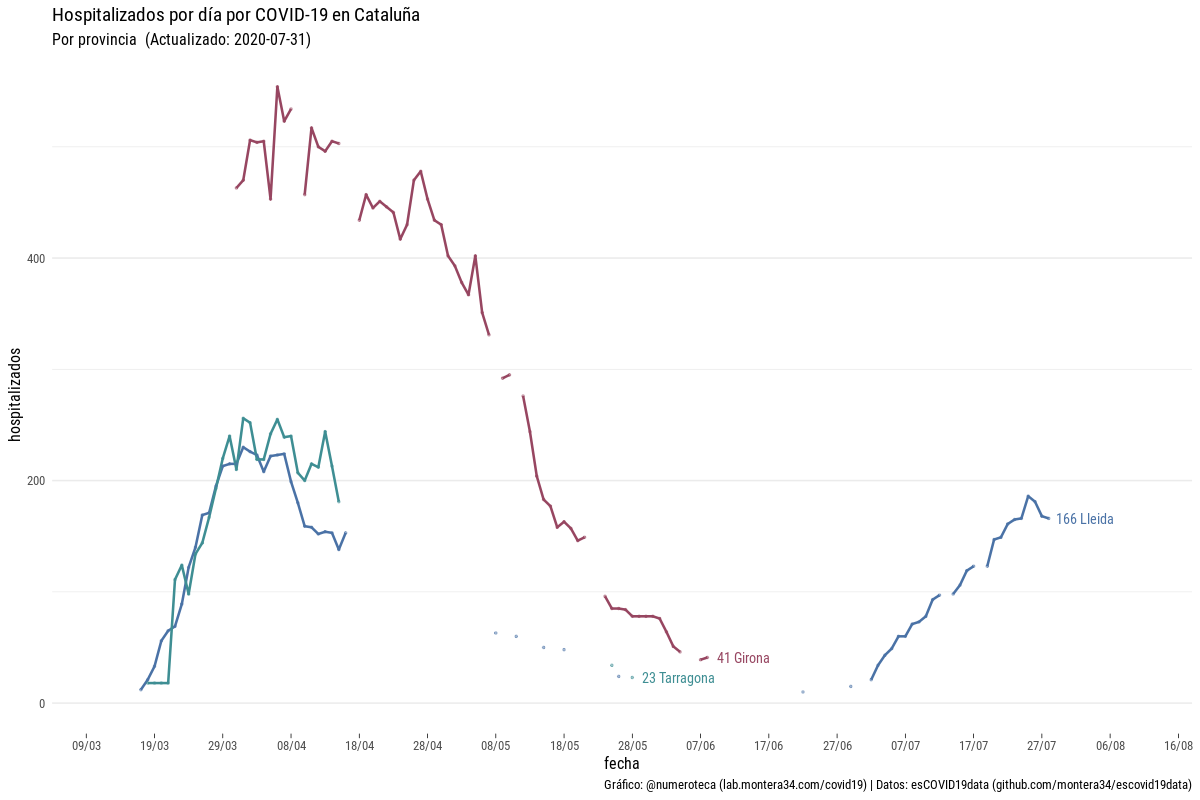 Hospitalizados por día por COVID-19 en Cataluña
Por provincia (Actualizado: 2020-07-31)
hospitalizados
400
200
0
166 Lleida
41 Girona
23 Tarragona
09/03 19/03 29/03 08/04 18/04 28/04 08/05 18/05 28/05 07/06 17/06 27/06 07/07 17/07 27/07 06/08 16/08
fecha
Gráfico: @numeroteca (lab.montera34.com/covid19) | Datos: esCOVID19data (github.com/montera34/escovid19data)